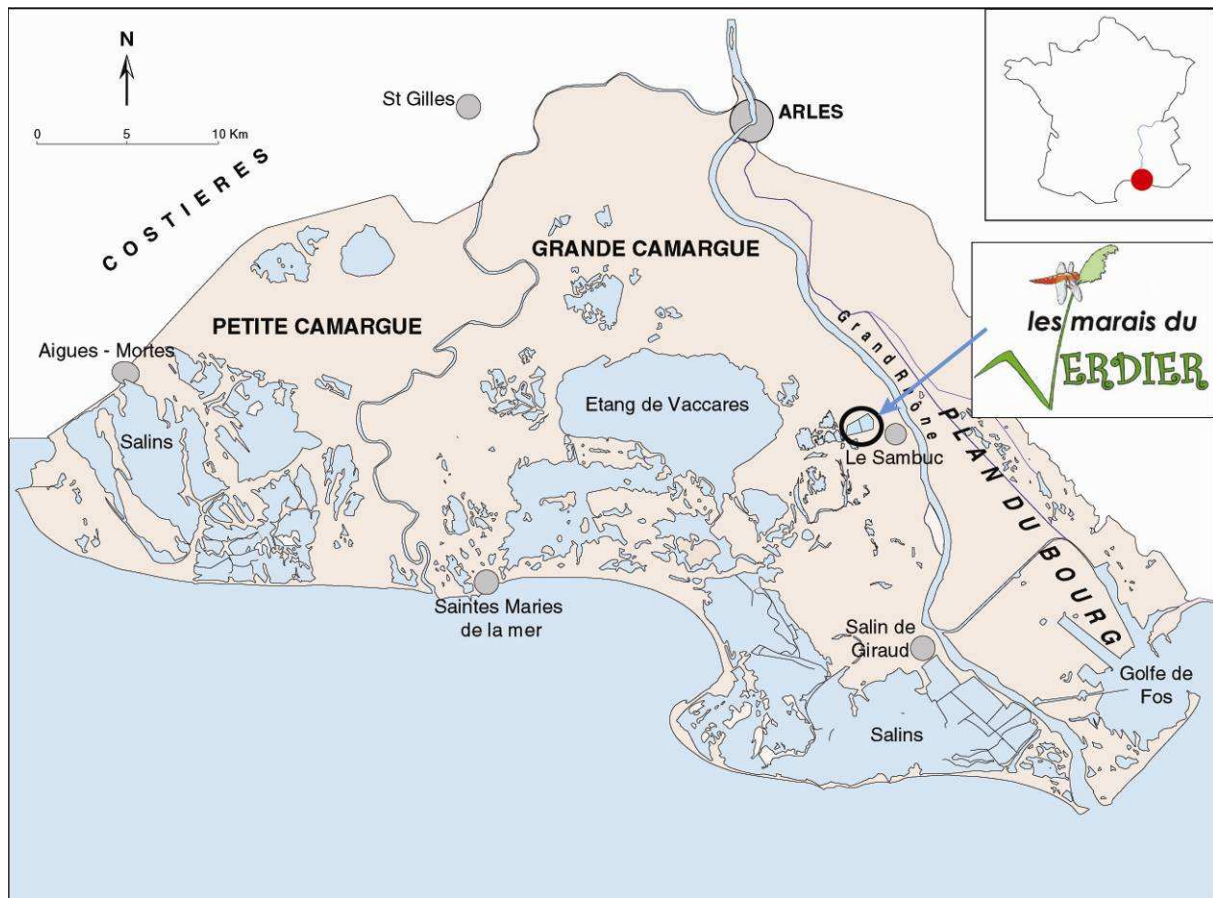 N
0 5 10 Km
St Gilles
ARLES
COSTIERES
GRANDE CAMARGUE
PETITE CAMARGUE
Aigues - Mortes
Salins
Etang de Vaccares
Grand Rhône
les marais du
VERDIER
Le Sambuc
PLAN DU BOURG
Saintes Maries
de la mer
Salin de
Giraud
Golfe de
Fos
Salins